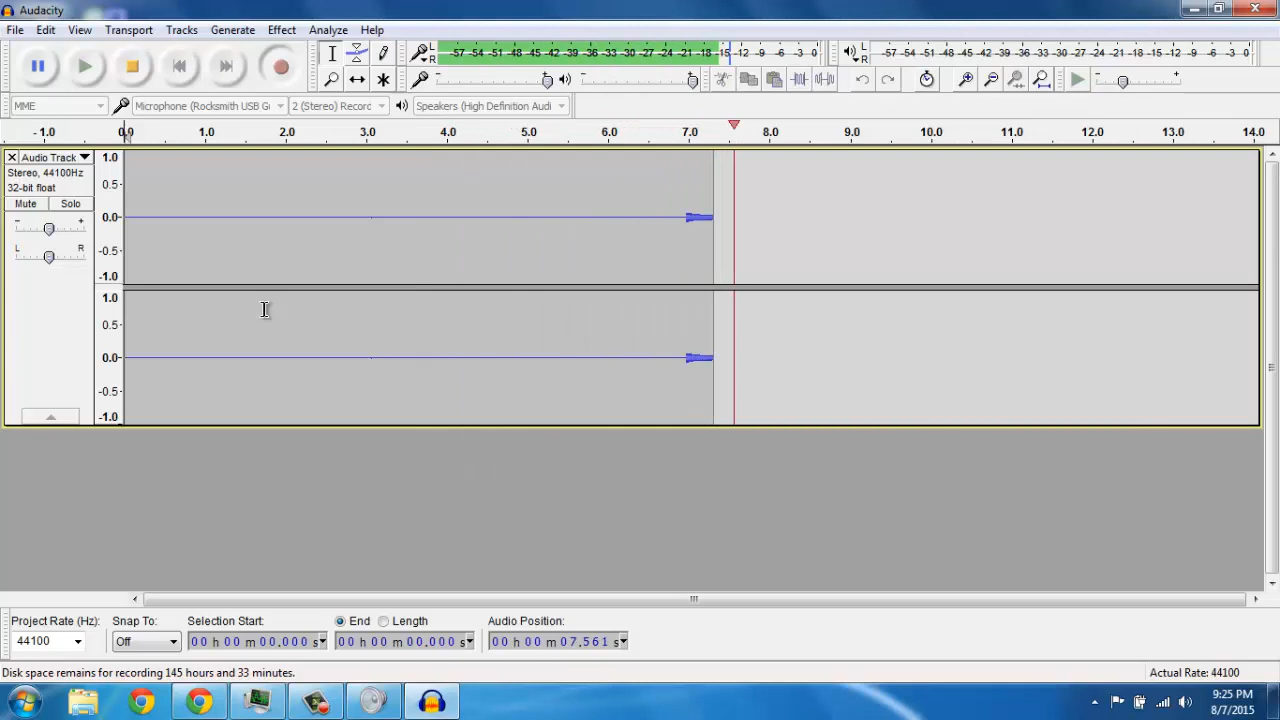 Audacity
File Edit View Transport Tracks Generate Effect Analyze Help
L R -57 -54 -51 -48 -45 -42 -39 -36 -33 -30 -27 -24 -21 -18 -15 -12 -9 -6 -3 0 L R -57 -54 -51 -48 -45 -42 -39 -36 -33 -30 -27 -24 -21 -18 -15 -12 -9 -6 -3 0
- + - + - +
MME Microphone (Rocksmith USB G 2 (Stereo) Record Speakers (High Definition Audi
- 1.0 0.0 1.0 2.0 3.0 4.0 5.0 6.0 7.0 8.0 9.0 10.0 11.0 12.0 13.0 14.0
Audio Track 1.0
Stereo, 44100Hz
32-bit float 0.5
Mute Solo
- + 0.0
L R -0.5
-1.0
1.0
0.5
0.0
-0.5
-1.0
Project Rate (Hz): Snap To: Selection Start: End Length Audio Position:
44100 Off 00 h 00 m 00.000 s 00 h 00 m 00.000 s 00 h 00 m 07.561 s
Disk space remains for recording 145 hours and 33 minutes. Actual Rate: 44100
9:25 PM
8/7/2015